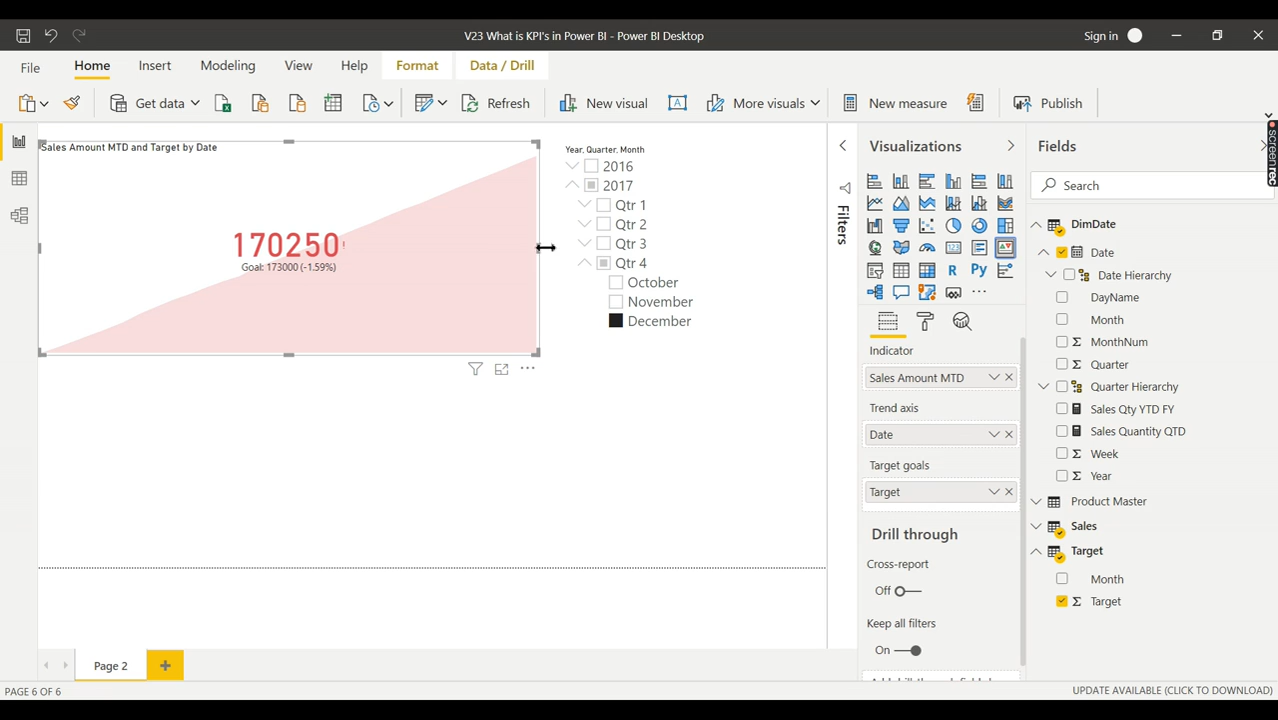 V23 What is KPI's in Power BI - Power BI Desktop
Sign in
File
Home
Insert
Modeling
View
Help
Format
Data / Drill
Get data
Refresh
New visual
A
More visuals
New measure
Publish
Sales Amount MTD and Target by Date
170250!
Goal: 173000 (-1.59%)
Year, Quarter, Month
2016
2017
Qtr 1
Qtr 2
Qtr 3
Qtr 4
October
November
December
Filters
Visualizations
R
Py
Indicator
Sales Amount MTD
Trend axis
Date
Target goals
Target
Drill through
Cross-report
Off
Keep all filters
On
Fields
Search
DimDate
Date
Date Hierarchy
DayName
Month
MonthNum
Quarter
Quarter Hierarchy
Sales Qty YTD FY
Sales Quantity QTD
Week
Year
Product Master
Sales
Target
Month
Target
screenrec
Page 2
PAGE 6 OF 6
UPDATE AVAILABLE (CLICK TO DOWNLOAD)